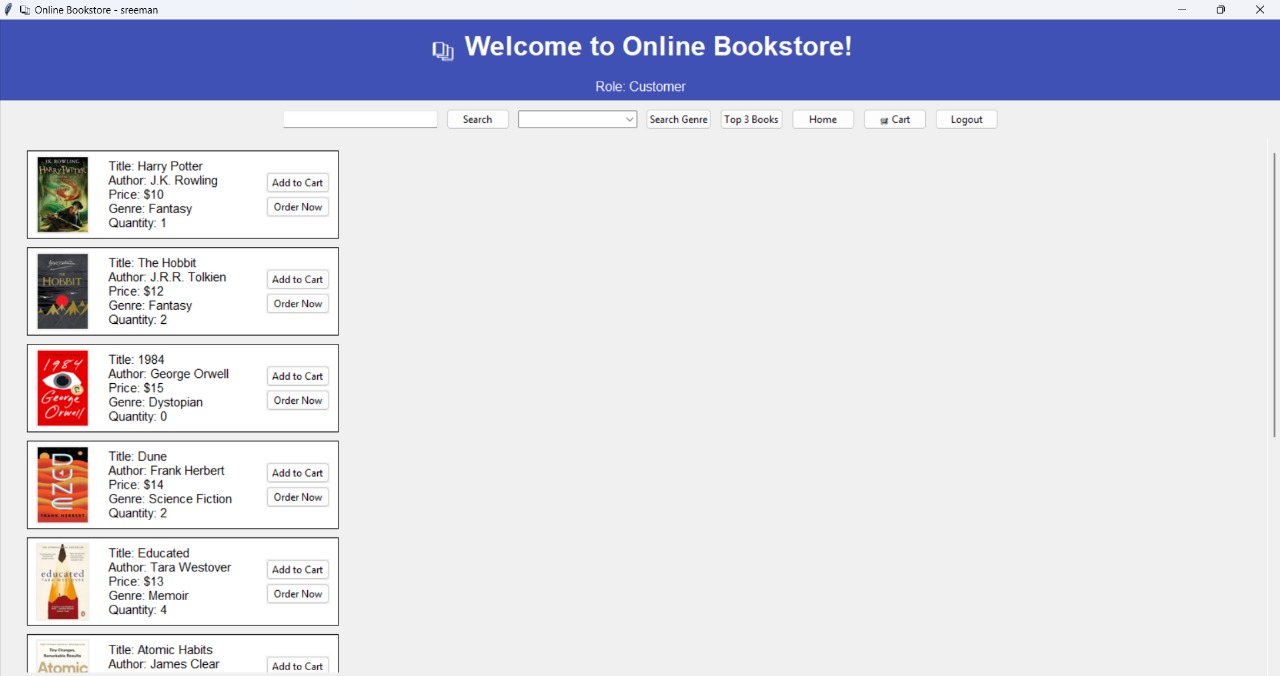 Online Bookstore - sreeman
Welcome to Online Bookstore!
Role: Customer
Search
Search Genre
Top 3 Books
Home
Cart
Logout
J.K. ROWLING
HARRY POTTER
Title: Harry Potter
Author: J.K. Rowling
Price: $10
Genre: Fantasy
Quantity: 1
Add to Cart
Order Now
THE
HOBBIT
Title: The Hobbit
Author: J.R.R. Tolkien
Price: $12
Genre: Fantasy
Quantity: 2
Add to Cart
Order Now
1984
George
Orwell
Title: 1984
Author: George Orwell
Price: $15
Genre: Dystopian
Quantity: 0
Add to Cart
Order Now
DUNE
FRANK HERBERT
Title: Dune
Author: Frank Herbert
Price: $14
Genre: Science Fiction
Quantity: 2
Add to Cart
Order Now
educated
TARA WESTOVER
Title: Educated
Author: Tara Westover
Price: $13
Genre: Memoir
Quantity: 4
Add to Cart
Order Now
Tiny Changes,
Remarkable Results
Atomic
Title: Atomic Habits
Author: James Clear
Add to Cart